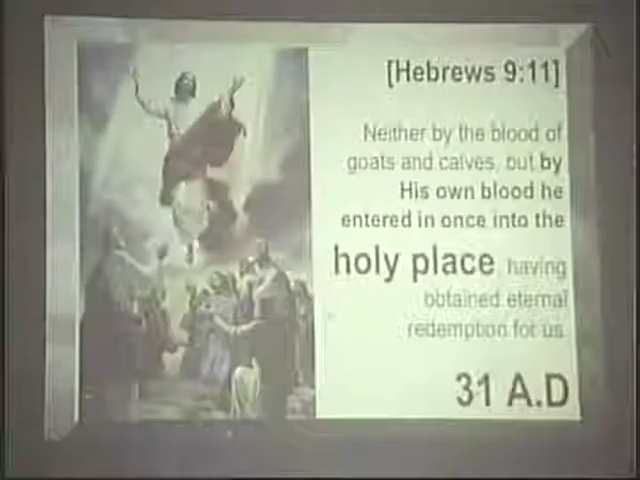 [Hebrews 9:11]
Neither by the blood of
goats and calves, but by
His own blood he
entered in once into the
holy place having
obtained eternal
redemption for us
31 A.D